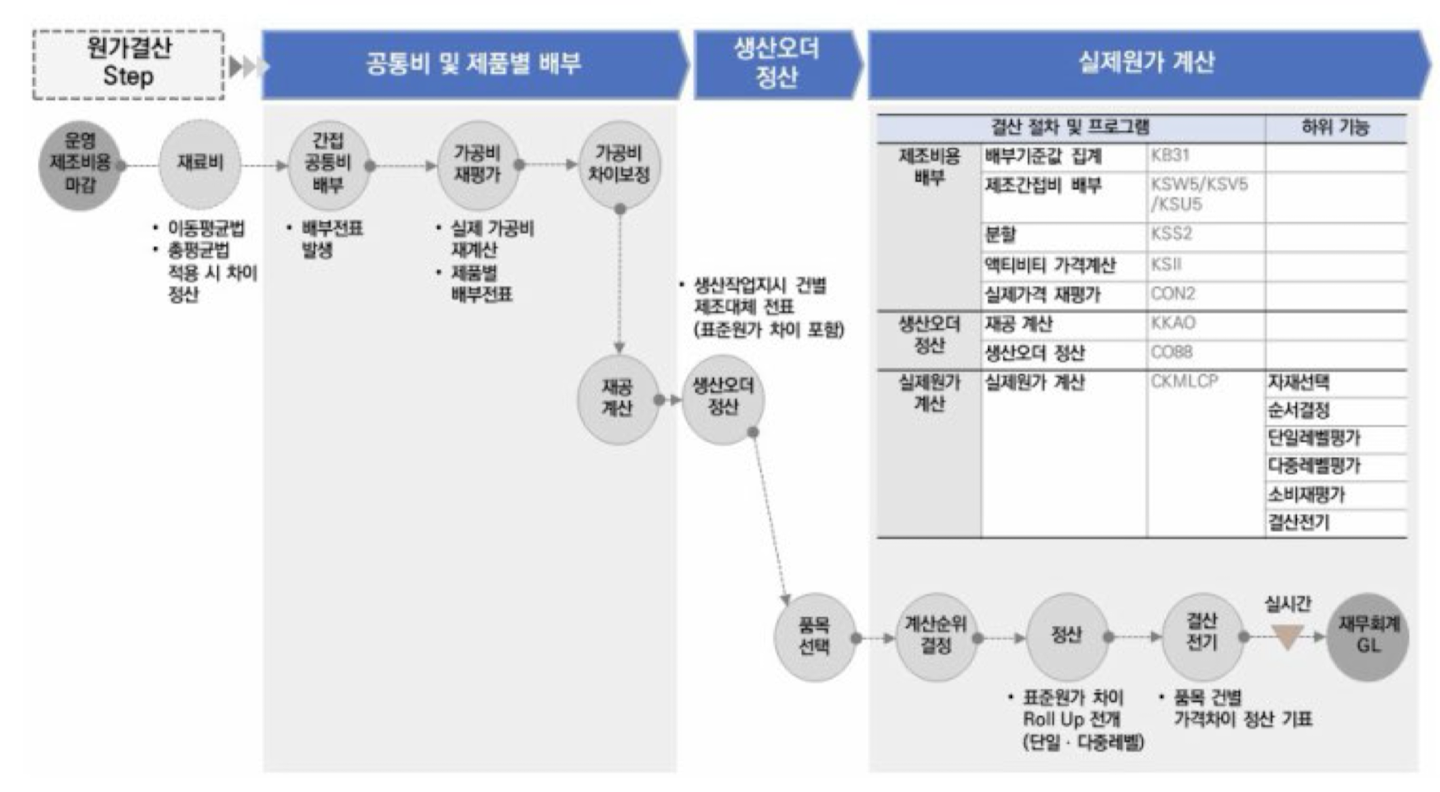 원가결산
Step
공통비 및 제품별 배부
생산오더
정산
실제원가 계산
운영
제조비용
마감
재료비
간접
공통비
배부
가공비
재평가
가공비
차이보정
• 이동평균법
• 총평균법
적용 시 차이
정산
• 배부전표
발생
• 실제 가공비
재계산
• 제품별
배부전표
재공
계산
• 생산작업지시 건별
제조대체 전표
(표준원가 차이 포함)
생산오더
정산
결산 절차 및 프로그램 하위 기능
제조비용
배부
배부기준값 집계 KB31
제조간접비 배부 KSW5/KSV5
/KSU5
분할 KSS2
액티비티 가격계산 KSII
실제가격 재평가 CON2
생산오더
정산
재공 계산 KKAO
생산오더 정산 CO88
실제원가
계산
실제원가 계산 CKMLCP 자재선택
순서결정
단일레벨평가
다중레벨평가
소비재평가
결산전기
품목
선택
계산순위
결정
정산
결산
전기
실시간
재무회계
GL
• 표준원가 차이
Roll Up 전개
(단일 · 다중레벨)
• 품목 건별
가격차이 정산 기표